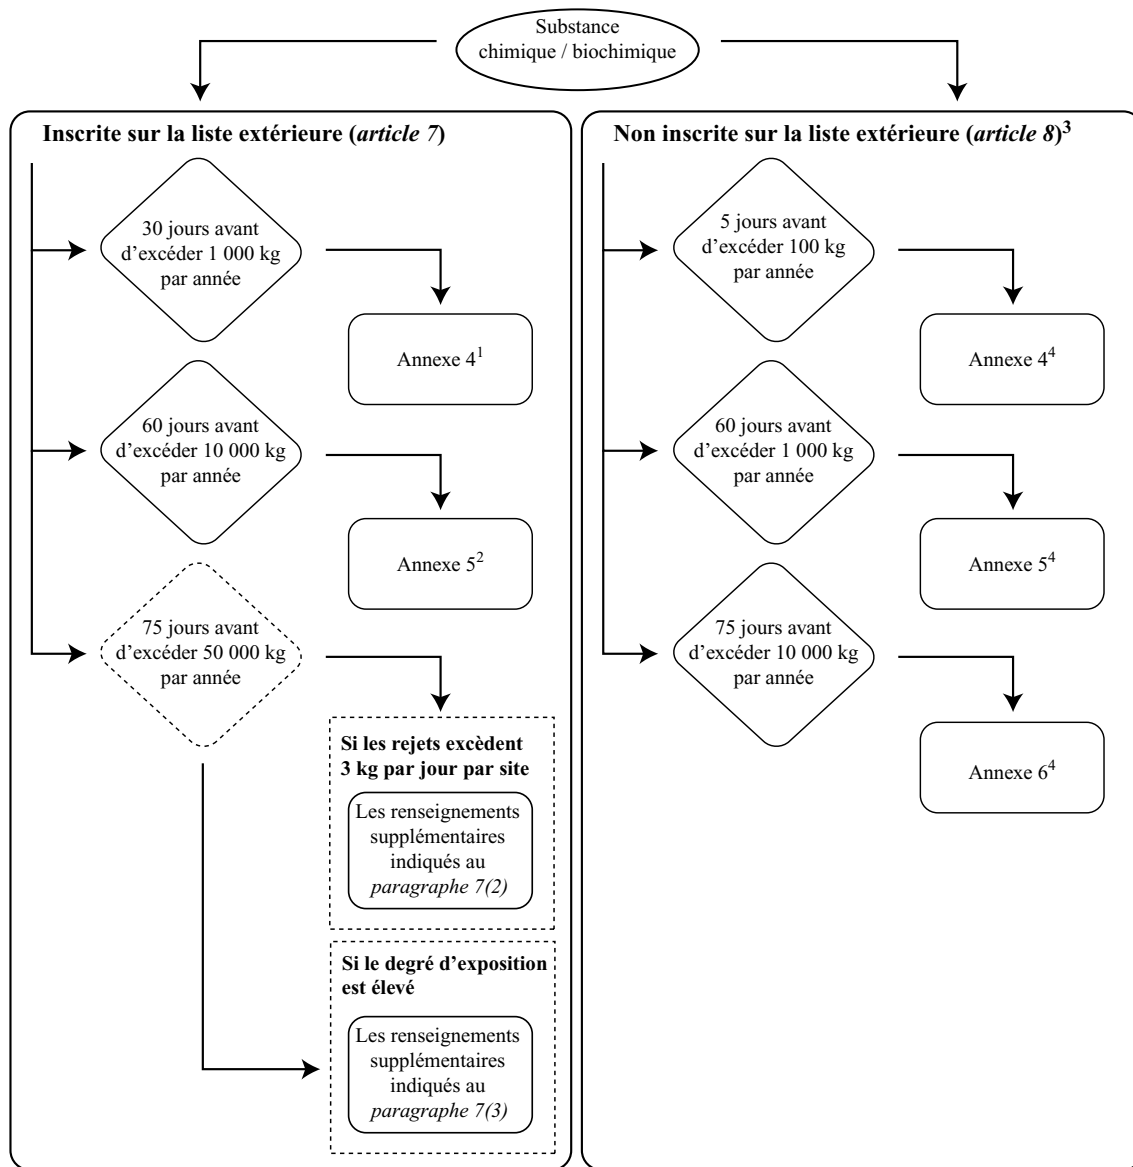 Substance
chimique / biochimique
Inscrite sur la liste extérieure (article 7)
30 jours avant
d’excéder 1 000 kg
par année
Annexe 4¹
60 jours avant
d’excéder 10 000 kg
par année
Annexe 5²
75 jours avant
d’excéder 50 000 kg
par année
Si les rejets excèdent
3 kg par jour par site
Les renseignements
supplémentaires
indiqués au
paragraphe 7(2)
Si le degré d’exposition
est élevé
Les renseignements
supplémentaires
indiqués au
paragraphe 7(3)
Non inscrite sur la liste extérieure (article 8)³
5 jours avant
d’excéder 100 kg
par année
Annexe 4⁴
60 jours avant
d’excéder 1 000 kg
par année
Annexe 5⁴
75 jours avant
d’excéder 10 000 kg
par année
Annexe 6⁴